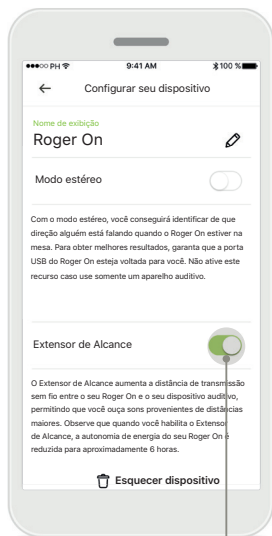 ●●●○○ PH 9:41 AM 100 %
Configurar seu dispositivo
Nome de exibição
Roger On
Modo estéreo
Com o modo estéreo, você conseguirá identificar de que
direção alguém está falando quando o Roger On estiver na
mesa. Para obter melhores resultados, garanta que a porta
USB do Roger On esteja voltada para você. Não ative este
recurso caso use somente um aparelho auditivo.
Extensor de Alcance
O Extensor de Alcance aumenta a distância de transmissão
sem fio entre o seu Roger On e o seu dispositivo auditivo,
permitindo que você ouça sons provenientes de distâncias
maiores. Observe que quando você habilita o Extensor
de Alcance, a autonomia de energia do seu Roger On é
reduzida para aproximadamente 6 horas.
Esquecer dispositivo